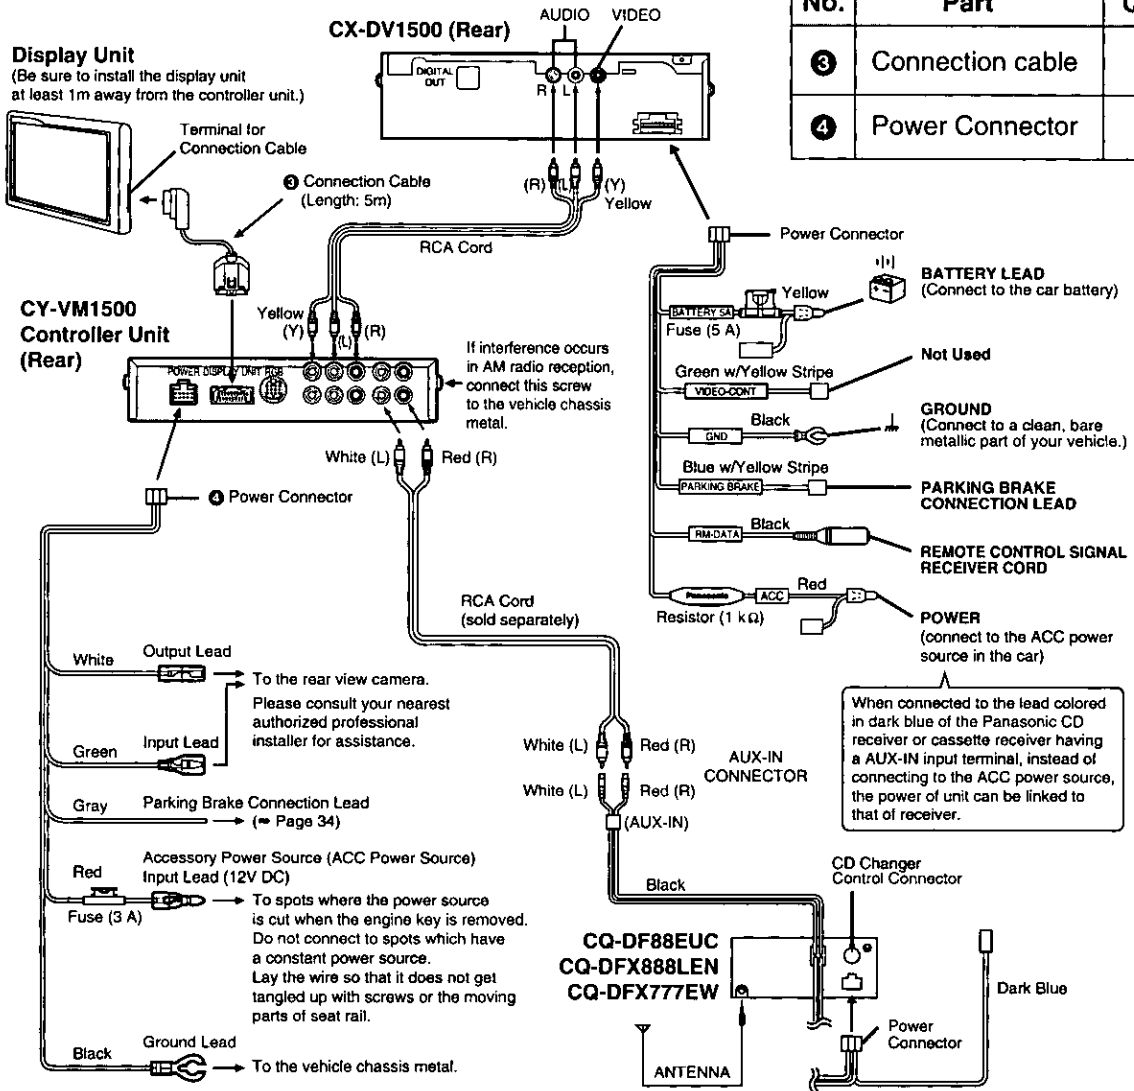 No.
Part
❸
Connection cable
❹
Power Connector
CX-DV1500 (Rear)
AUDIO
VIDEO
DIGITAL
OUT
R
L
Display Unit
(Be sure to install the display unit
at least 1m away from the controller unit.)
Terminal for
Connection Cable
❸ Connection Cable
(Length: 5m)
(R)
(L)
(Y)
Yellow
RCA Cord
CY-VM1500
Controller Unit
(Rear)
Yellow
(Y)
(L)
(R)
POWER
DISPLAY UNIT
RGB
If interference occurs
in AM radio reception,
connect this screw
to the vehicle chassis
metal.
White (L)
Red (R)
❹ Power Connector
Power Connector
BATTERY 5A
Yellow
Fuse (5 A)
BATTERY LEAD
(Connect to the car battery)
Green w/Yellow Stripe
VIDEO-CONT
Not Used
Black
GND
GROUND
(Connect to a clean, bare
metallic part of your vehicle.)
Blue w/Yellow Stripe
PARKING BRAKE
PARKING BRAKE
CONNECTION LEAD
Black
RM-DATA
REMOTE CONTROL SIGNAL
RECEIVER CORD
Panasonic
ACC
Red
Resistor (1 kΩ)
POWER
(connect to the ACC power
source in the car)
When connected to the lead colored
in dark blue of the Panasonic CD
receiver or cassette receiver having
a AUX-IN input terminal, instead of
connecting to the ACC power source,
the power of unit can be linked to
that of receiver.
RCA Cord
(sold separately)
White
Output Lead
To the rear view camera.
Please consult your nearest
authorized professional
installer for assistance.
Green
Input Lead
Gray
Parking Brake Connection Lead
(☞ Page 34)
Red
Accessory Power Source (ACC Power Source)
Input Lead (12V DC)
Fuse (3 A)
To spots where the power source
is cut when the engine key is removed.
Do not connect to spots which have
a constant power source.
Lay the wire so that it does not get
tangled up with screws or the moving
parts of seat rail.
Black
Ground Lead
To the vehicle chassis metal.
White (L)
Red (R)
AUX-IN
CONNECTOR
White (L)
Red (R)
(AUX-IN)
Black
CD Changer
Control Connector
CQ-DF88EUC
CQ-DFX888LEN
CQ-DFX777EW
Dark Blue
Power
Connector
ANTENNA